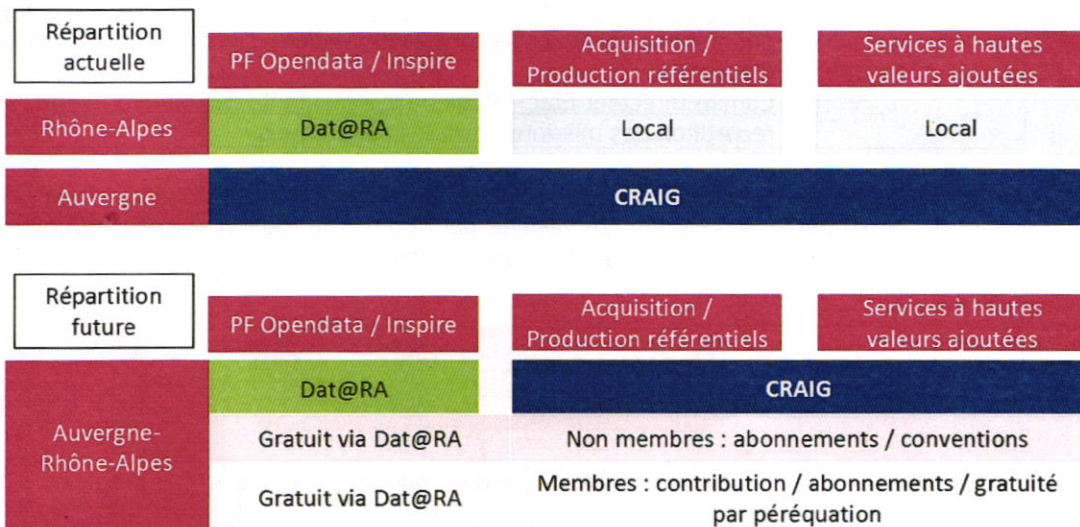 Répartition
actuelle
PF Opendata / Inspire
Acquisition /
Production référentiels
Services à hautes
valeurs ajoutées
Rhône-Alpes
Dat@RA
Local
Local
Auvergne
CRAIG
Répartition
future
PF Opendata / Inspire
Acquisition /
Production référentiels
Services à hautes
valeurs ajoutées
Auvergne-
Rhône-Alpes
Dat@RA
CRAIG
Gratuit via Dat@RA
Non membres : abonnements / conventions
Gratuit via Dat@RA
Membres : contribution / abonnements / gratuité
par péréquation